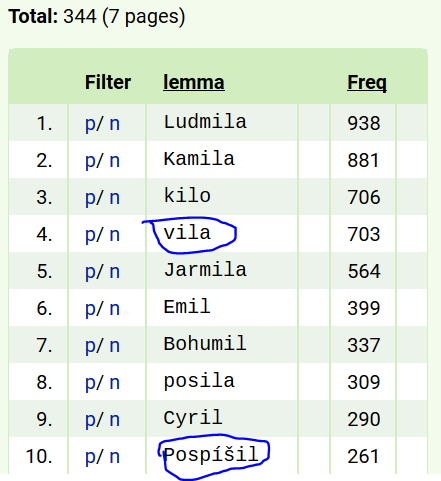 Total: 344 (7 pages)
Filter lemma Freq
1. p/ n Ludmila 938
2. p/ n Kamila 881
3. p/ n kilo 706
4. p/ n vila 703
5. p/ n Jarmila 564
6. p/ n Emil 399
7. p/ n Bohumil 337
8. p/ n posila 309
9. p/ n Cyril 290
10. p/ n Pospíšil 261